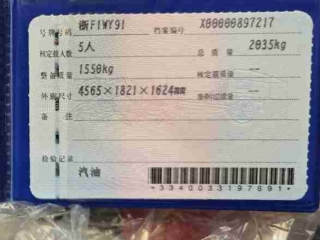 号牌号码 浙F1WY91 档案编号 X00000897217
核定载人数 5人 总质量 2035kg
整备质量 1550kg 核定载质量 --
外廓尺寸 4565×1821×1624mm 准牵引总质量 --
备注
检验记录
汽油
*3340033197691*